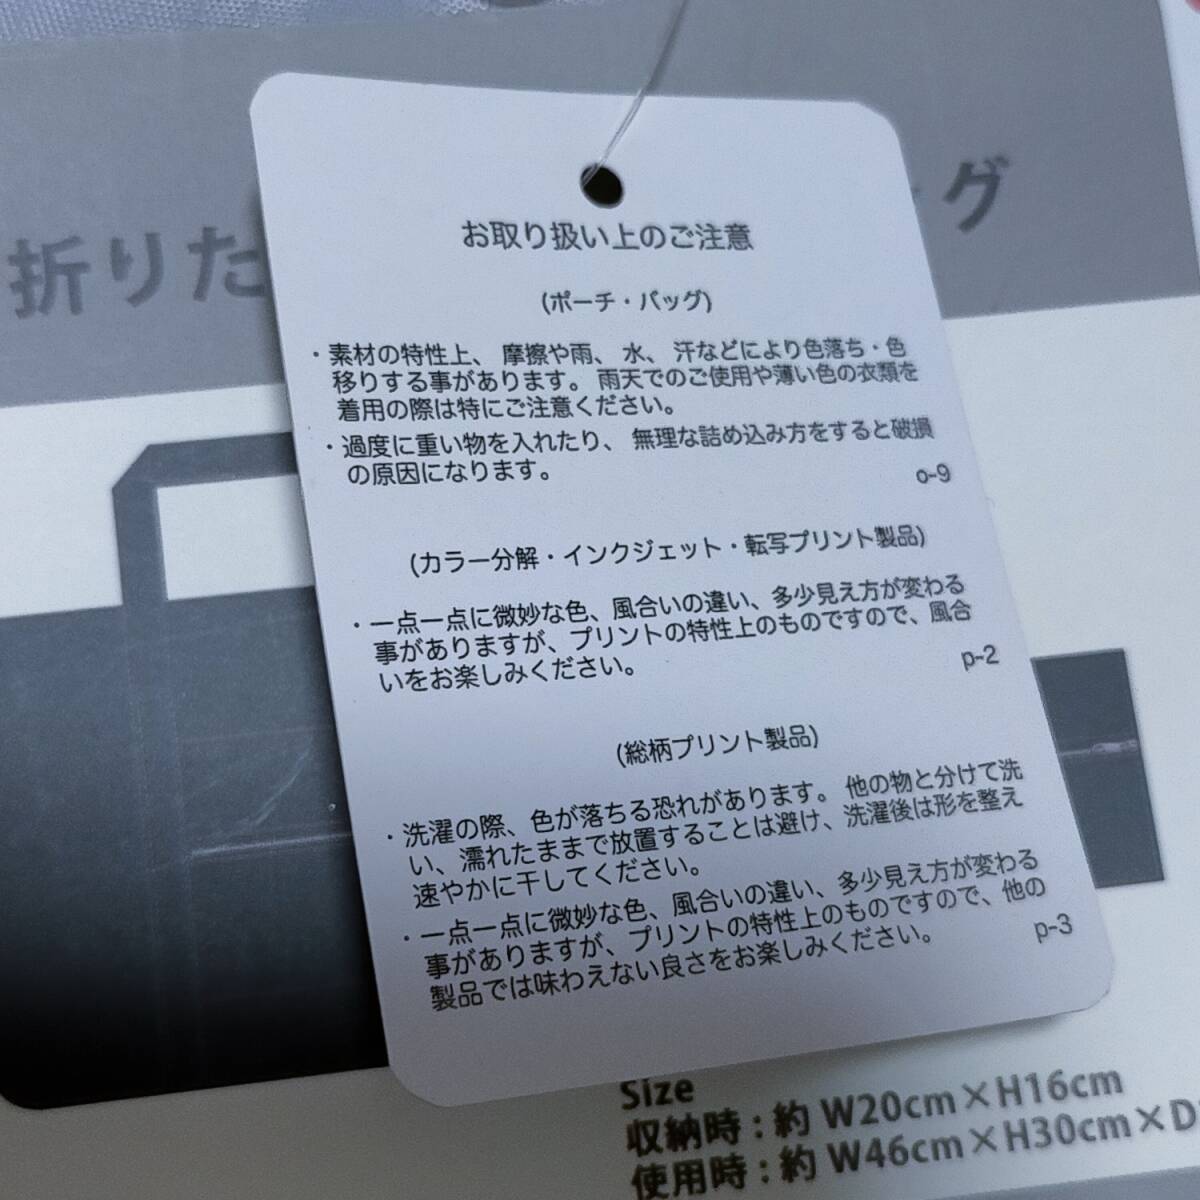 折りた
グ
お取り扱い上のご注意
(ポーチ・バッグ)
・素材の特性上、摩擦や雨、水、汗などにより色落ち・色
移りする事があります。雨天でのご使用や薄い色の衣類を
着用の際は特にご注意ください。
・過度に重い物を入れたり、無理な詰め込み方をすると破損
の原因になります。
o-9
(カラー分解・インクジェット・転写プリント製品)
・一点一点に微妙な色、風合いの違い、多少見え方が変わる
事がありますが、プリントの特性上のものですので、風合
いをお楽しみください。
p-2
(総柄プリント製品)
・洗濯の際、色が落ちる恐れがあります。他の物と分けて洗
い、濡れたままで放置することは避け、洗濯後は形を整え
速やかに干してください。
・一点一点に微妙な色、風合いの違い、多少見え方が変わる
事がありますが、プリントの特性上のものですので、他の
製品では味わえない良さをお楽しみください。
p-3
Size
収納時:約 W20cm×H16cm
使用時:約 W46cm×H30cm×D